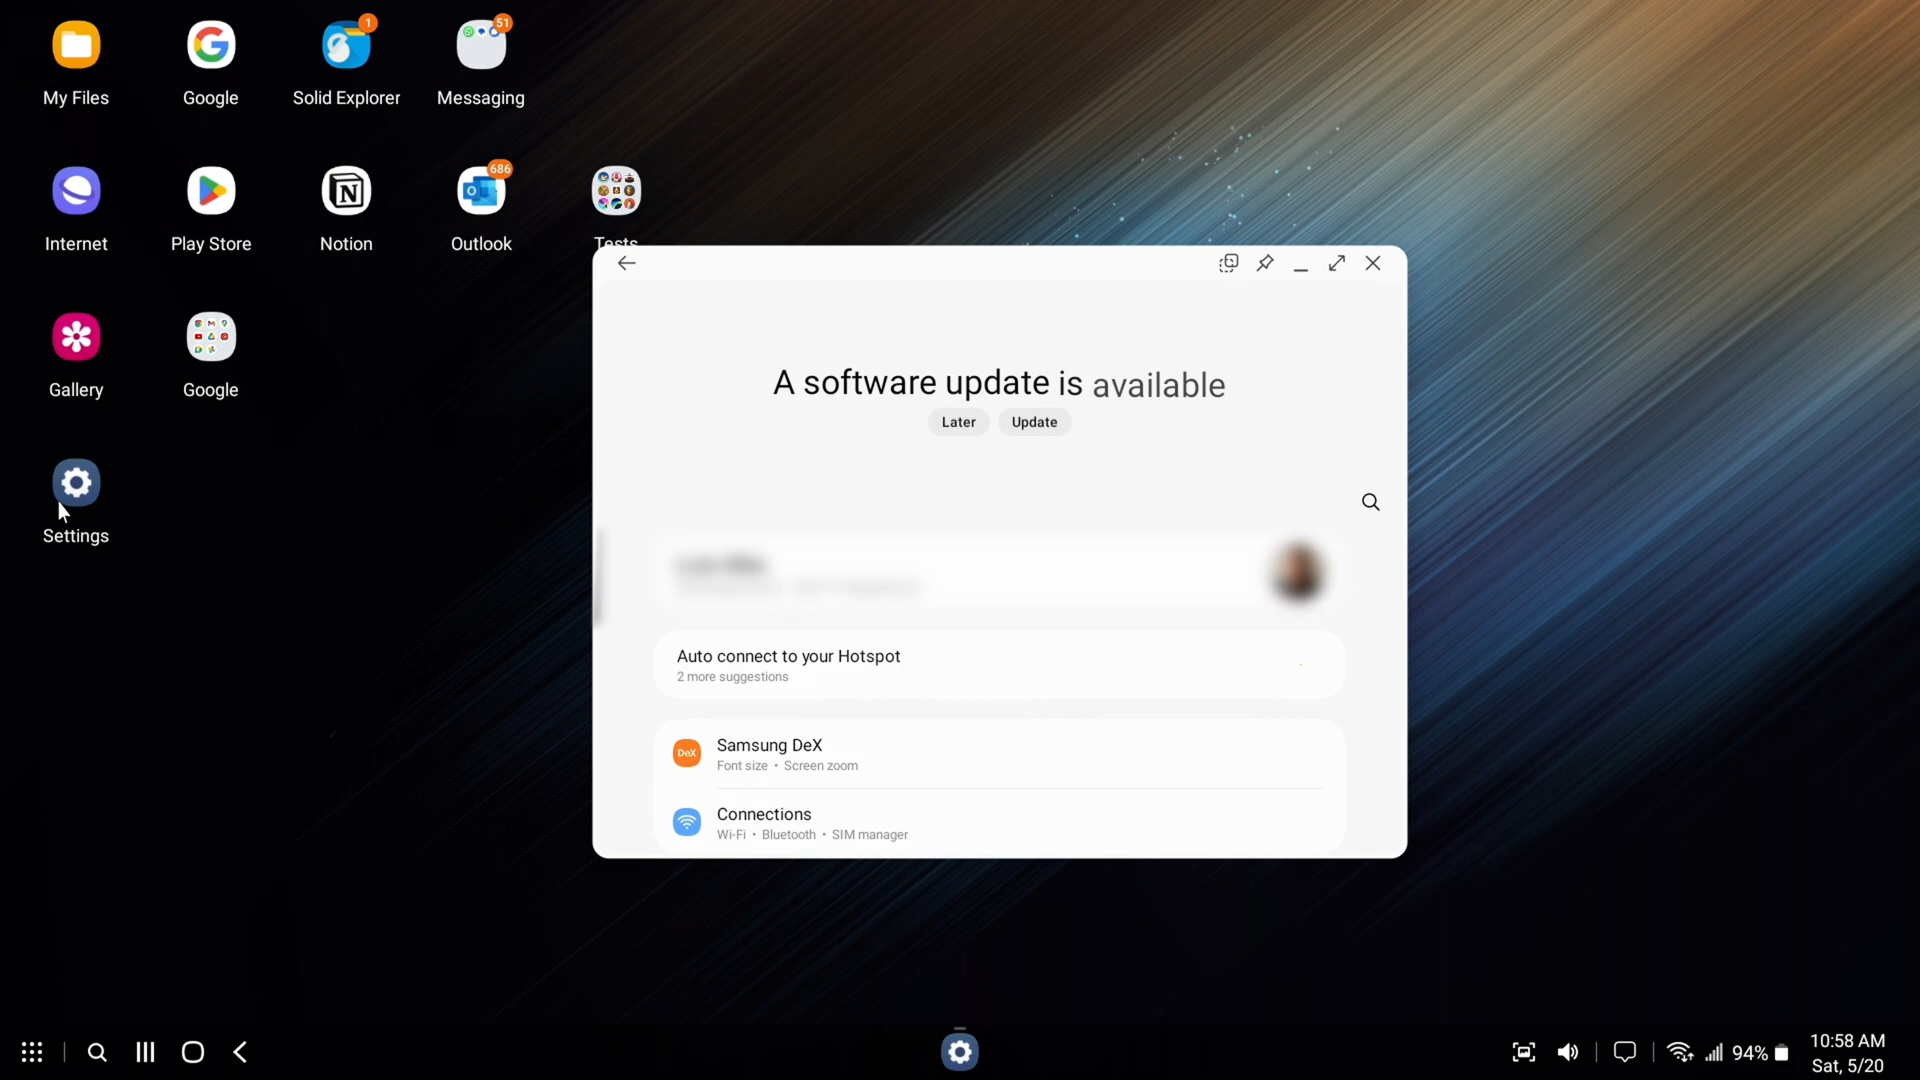 1
51
My Files
Google
Solid Explorer
Messaging
686
Internet
Play Store
Notion
Outlook
Tests
Gallery
Google
Settings
A software update is available
Later
Update
Auto connect to your Hotspot
2 more suggestions
DeX
Samsung DeX
Font size • Screen zoom
Connections
Wi-Fi • Bluetooth • SIM manager
94%
10:58 AM
Sat, 5/20